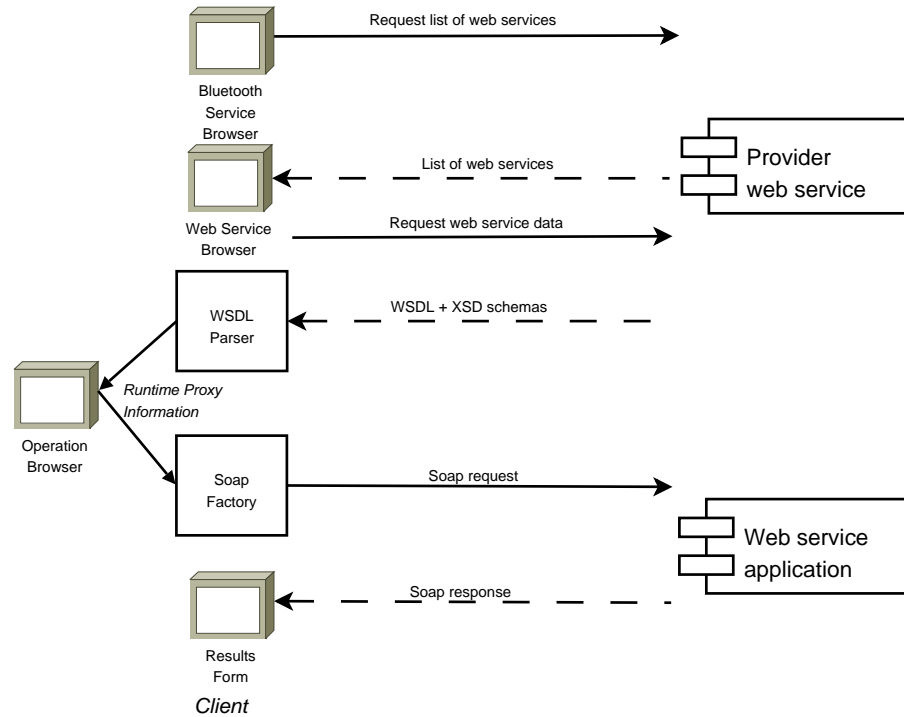 Request list of web services
Bluetooth
Service
Browser
Provider
web service
List of web services
Web Service
Browser
Request web service data
WSDL
Parser
WSDL + XSD schemas
Runtime Proxy
Information
Operation
Browser
Soap
Factory
Soap request
Web service
application
Soap response
Results
Form
Client